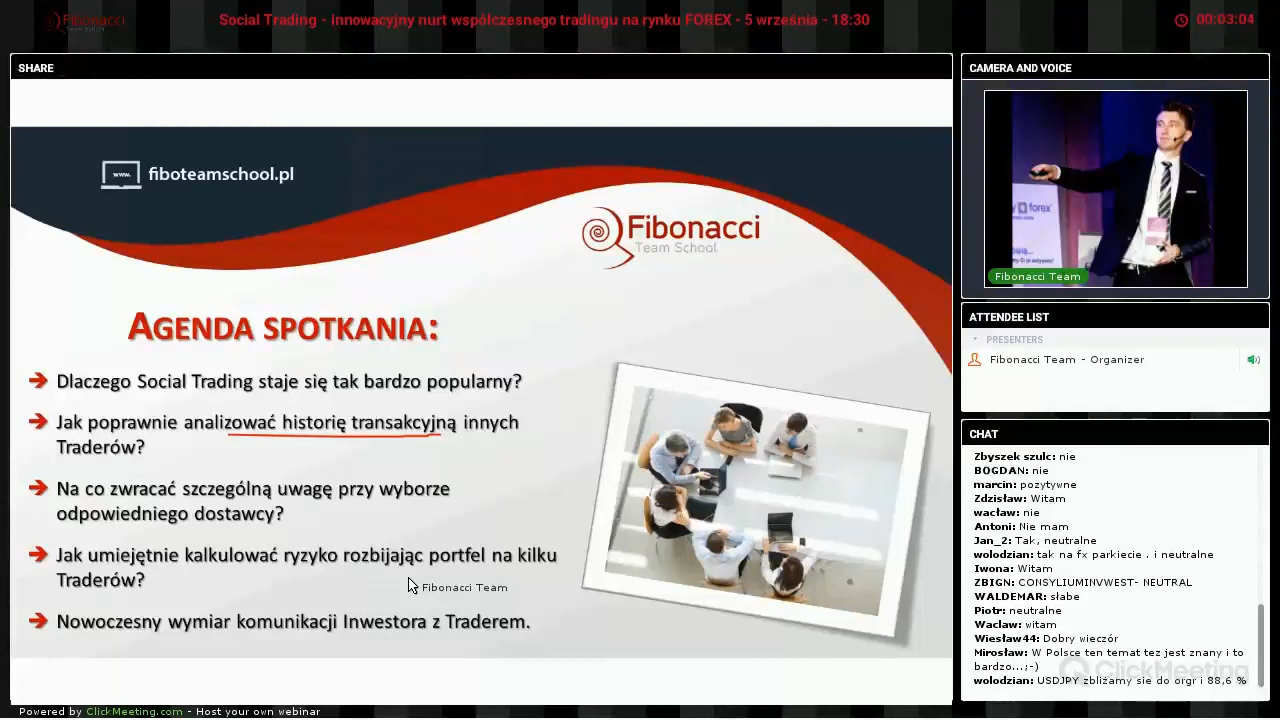 Fibonacci
Team School
Social Trading - innowacyjny nurt współczesnego tradingu na rynku FOREX - 5 września - 18:30
00:03:04
SHARE
www.
fiboteamschool.pl
Fibonacci
Team School
AGENDA SPOTKANIA:
Dlaczego Social Trading staje się tak bardzo popularny?
Jak poprawnie analizować historię transakcyjną innych
Traderów?
Na co zwracać szczególną uwagę przy wyborze
odpowiedniego dostawcy?
Jak umiejętnie kalkulować ryzyko rozbijając portfel na kilku
Traderów?
Fibonacci Team
Nowoczesny wymiar komunikacji Inwestora z Traderem.
CAMERA AND VOICE
forex
Fibonacci Team
ATTENDEE LIST
PRESENTERS
Fibonacci Team - Organizer
CHAT
Zbyszek szulc: nie
BOGDAN: nie
marcin: pozytywne
Zdzisław: Witam
wacław: nie
Antoni: Nie mam
Jan_2: Tak, neutralne
wolodzian: tak na fx parkiecie . i neutralne
Iwona: Witam
ZBIGN: CONSYLIUMINVWEST- NEUTRAL
WALDEMAR: słabe
Piotr: neutralne
Waclaw: witam
Wiesław44: Dobry wieczór
Mirosław: W Polsce ten temat tez jest znany i to
bardzo...;-)
wolodzian: USDJPY zbliżamy sie do orgr i 88,6 %
ClickMeeting
Powered by ClickMeeting.com - Host your own webinar